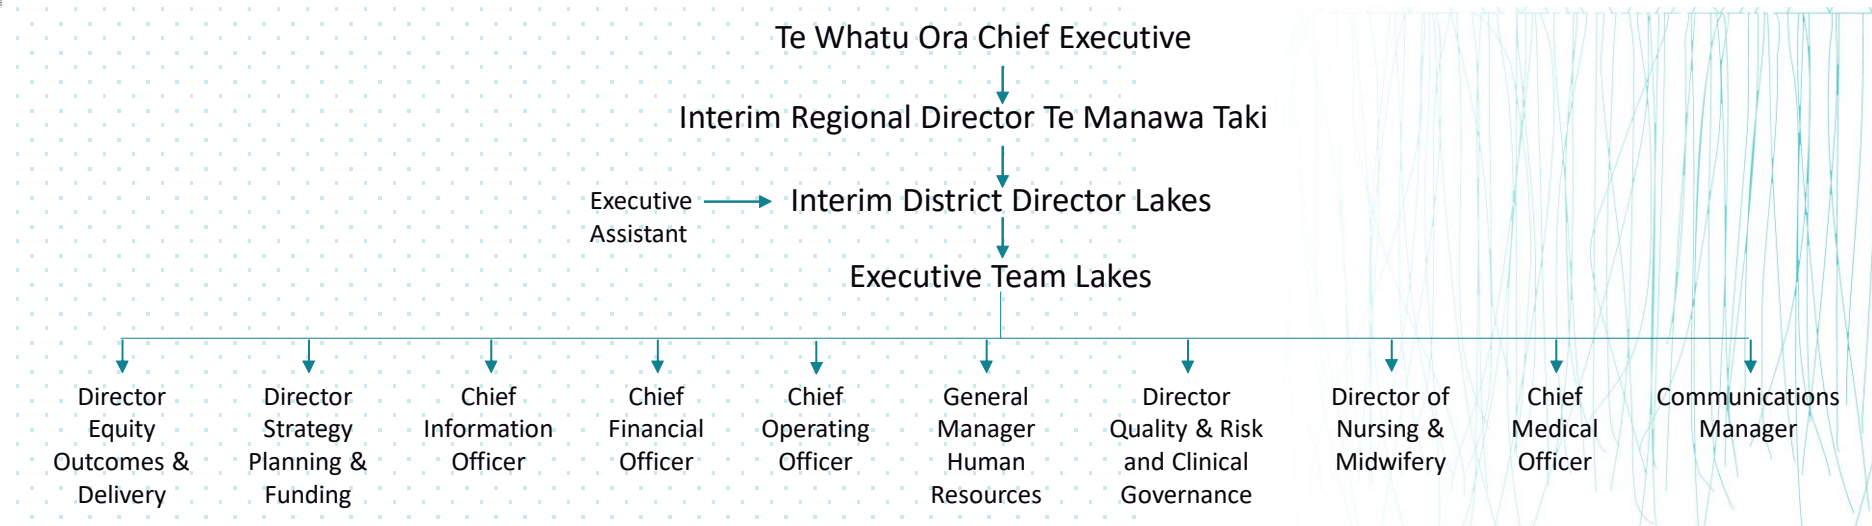 Te Whatu Ora Chief Executive
Interim Regional Director Te Manawa Taki
Executive
Assistant
Interim District Director Lakes
Executive Team Lakes
Director
Equity
Outcomes &
Delivery
Director
Strategy
Planning &
Funding
Chief
Information
Officer
Chief
Financial
Officer
Chief
Operating
Officer
General
Manager
Human
Resources
Director
Quality & Risk
and Clinical
Governance
Director of
Nursing &
Midwifery
Chief
Medical
Officer
Communications
Manager